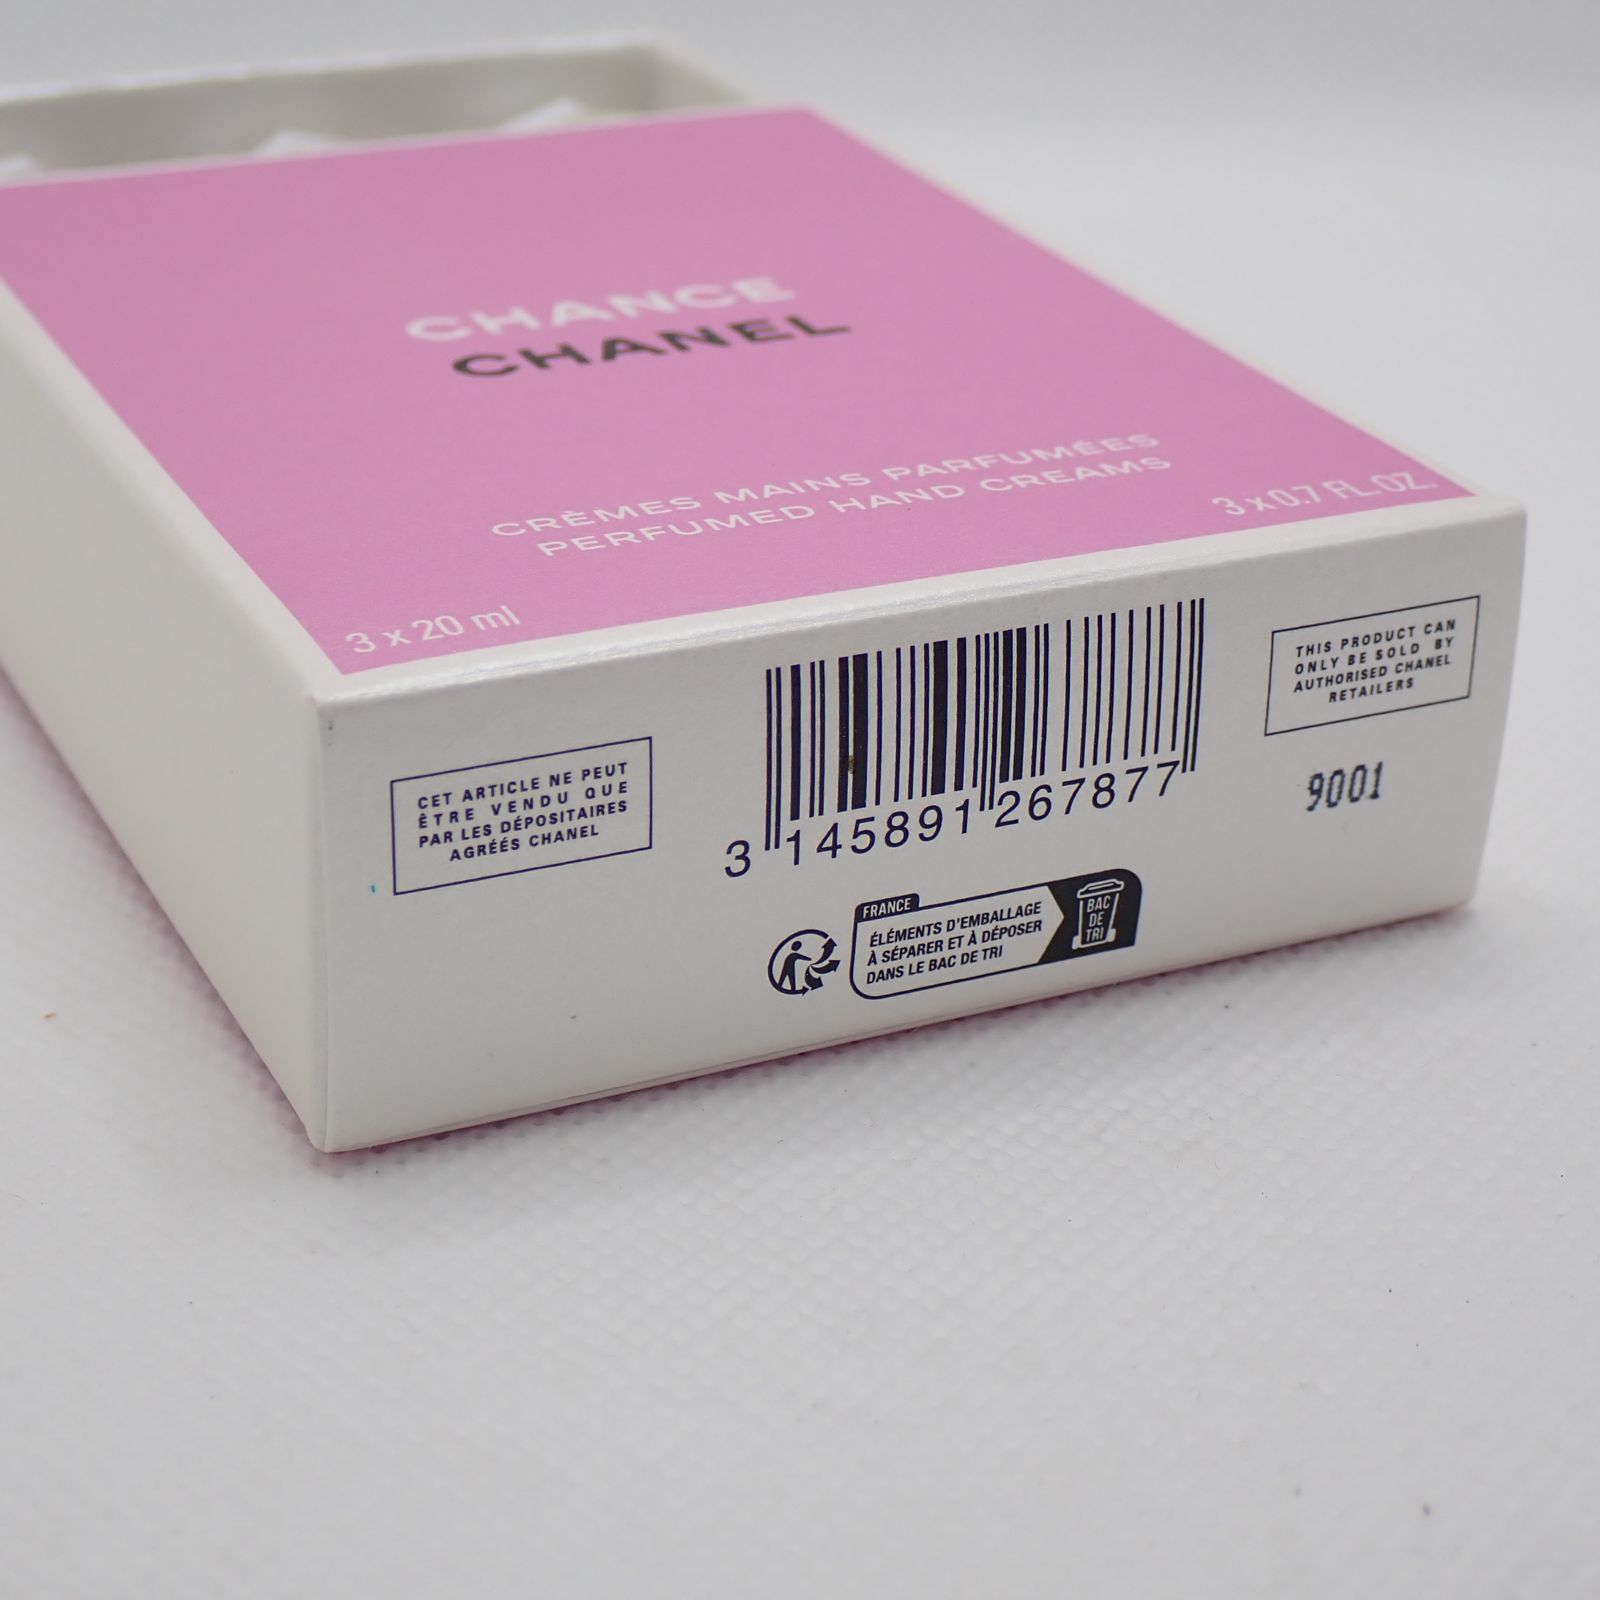 CHANCE
CHANEL
CRÈMES MAINS PARFUMÉES
PERFUMED HAND CREAMS
3 x 20 ml
3 x 0.7 FL. OZ.
CET ARTICLE NE PEUT
ÊTRE VENDU QUE
PAR LES DÉPOSITAIRES
AGRÉÉS CHANEL
3 145891 267877
THIS PRODUCT CAN
ONLY BE SOLD BY
AUTHORISED CHANEL
RETAILERS
9001
FRANCE
ÉLÉMENTS D'EMBALLAGE
À SÉPARER ET À DÉPOSER
DANS LE BAC DE TRI
BAC
DE
TRI